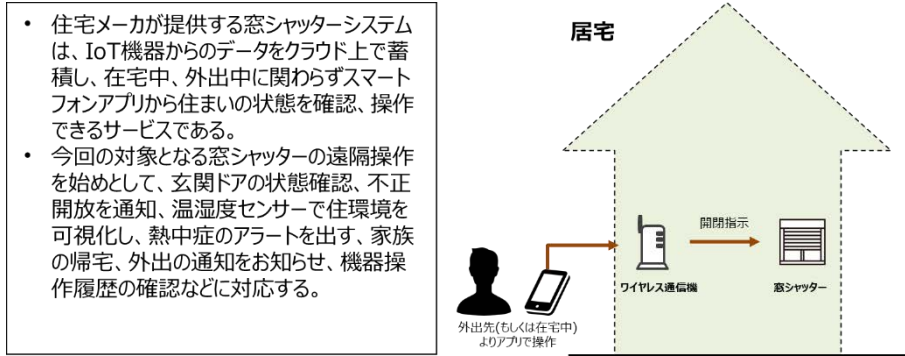 • 住宅メーカが提供する窓シャッターシステム
は、IoT機器からのデータをクラウド上で蓄
積し、在宅中、外出中に関わらずスマート
フォンアプリから住まいの状態を確認、操作
できるサービスである。
• 今回の対象となる窓シャッターの遠隔操作
を始めとして、玄関ドアの状態確認、不正
開放を通知、温湿度センサーで住環境を
可視化し、熱中症のアラートを出す、家族
の帰宅、外出の通知をお知らせ、機器操
作履歴の確認などに対応する。
居宅
開閉指示
ワイヤレス通信機
窓シャッター
外出先(もしくは在宅中)
よりアプリで操作